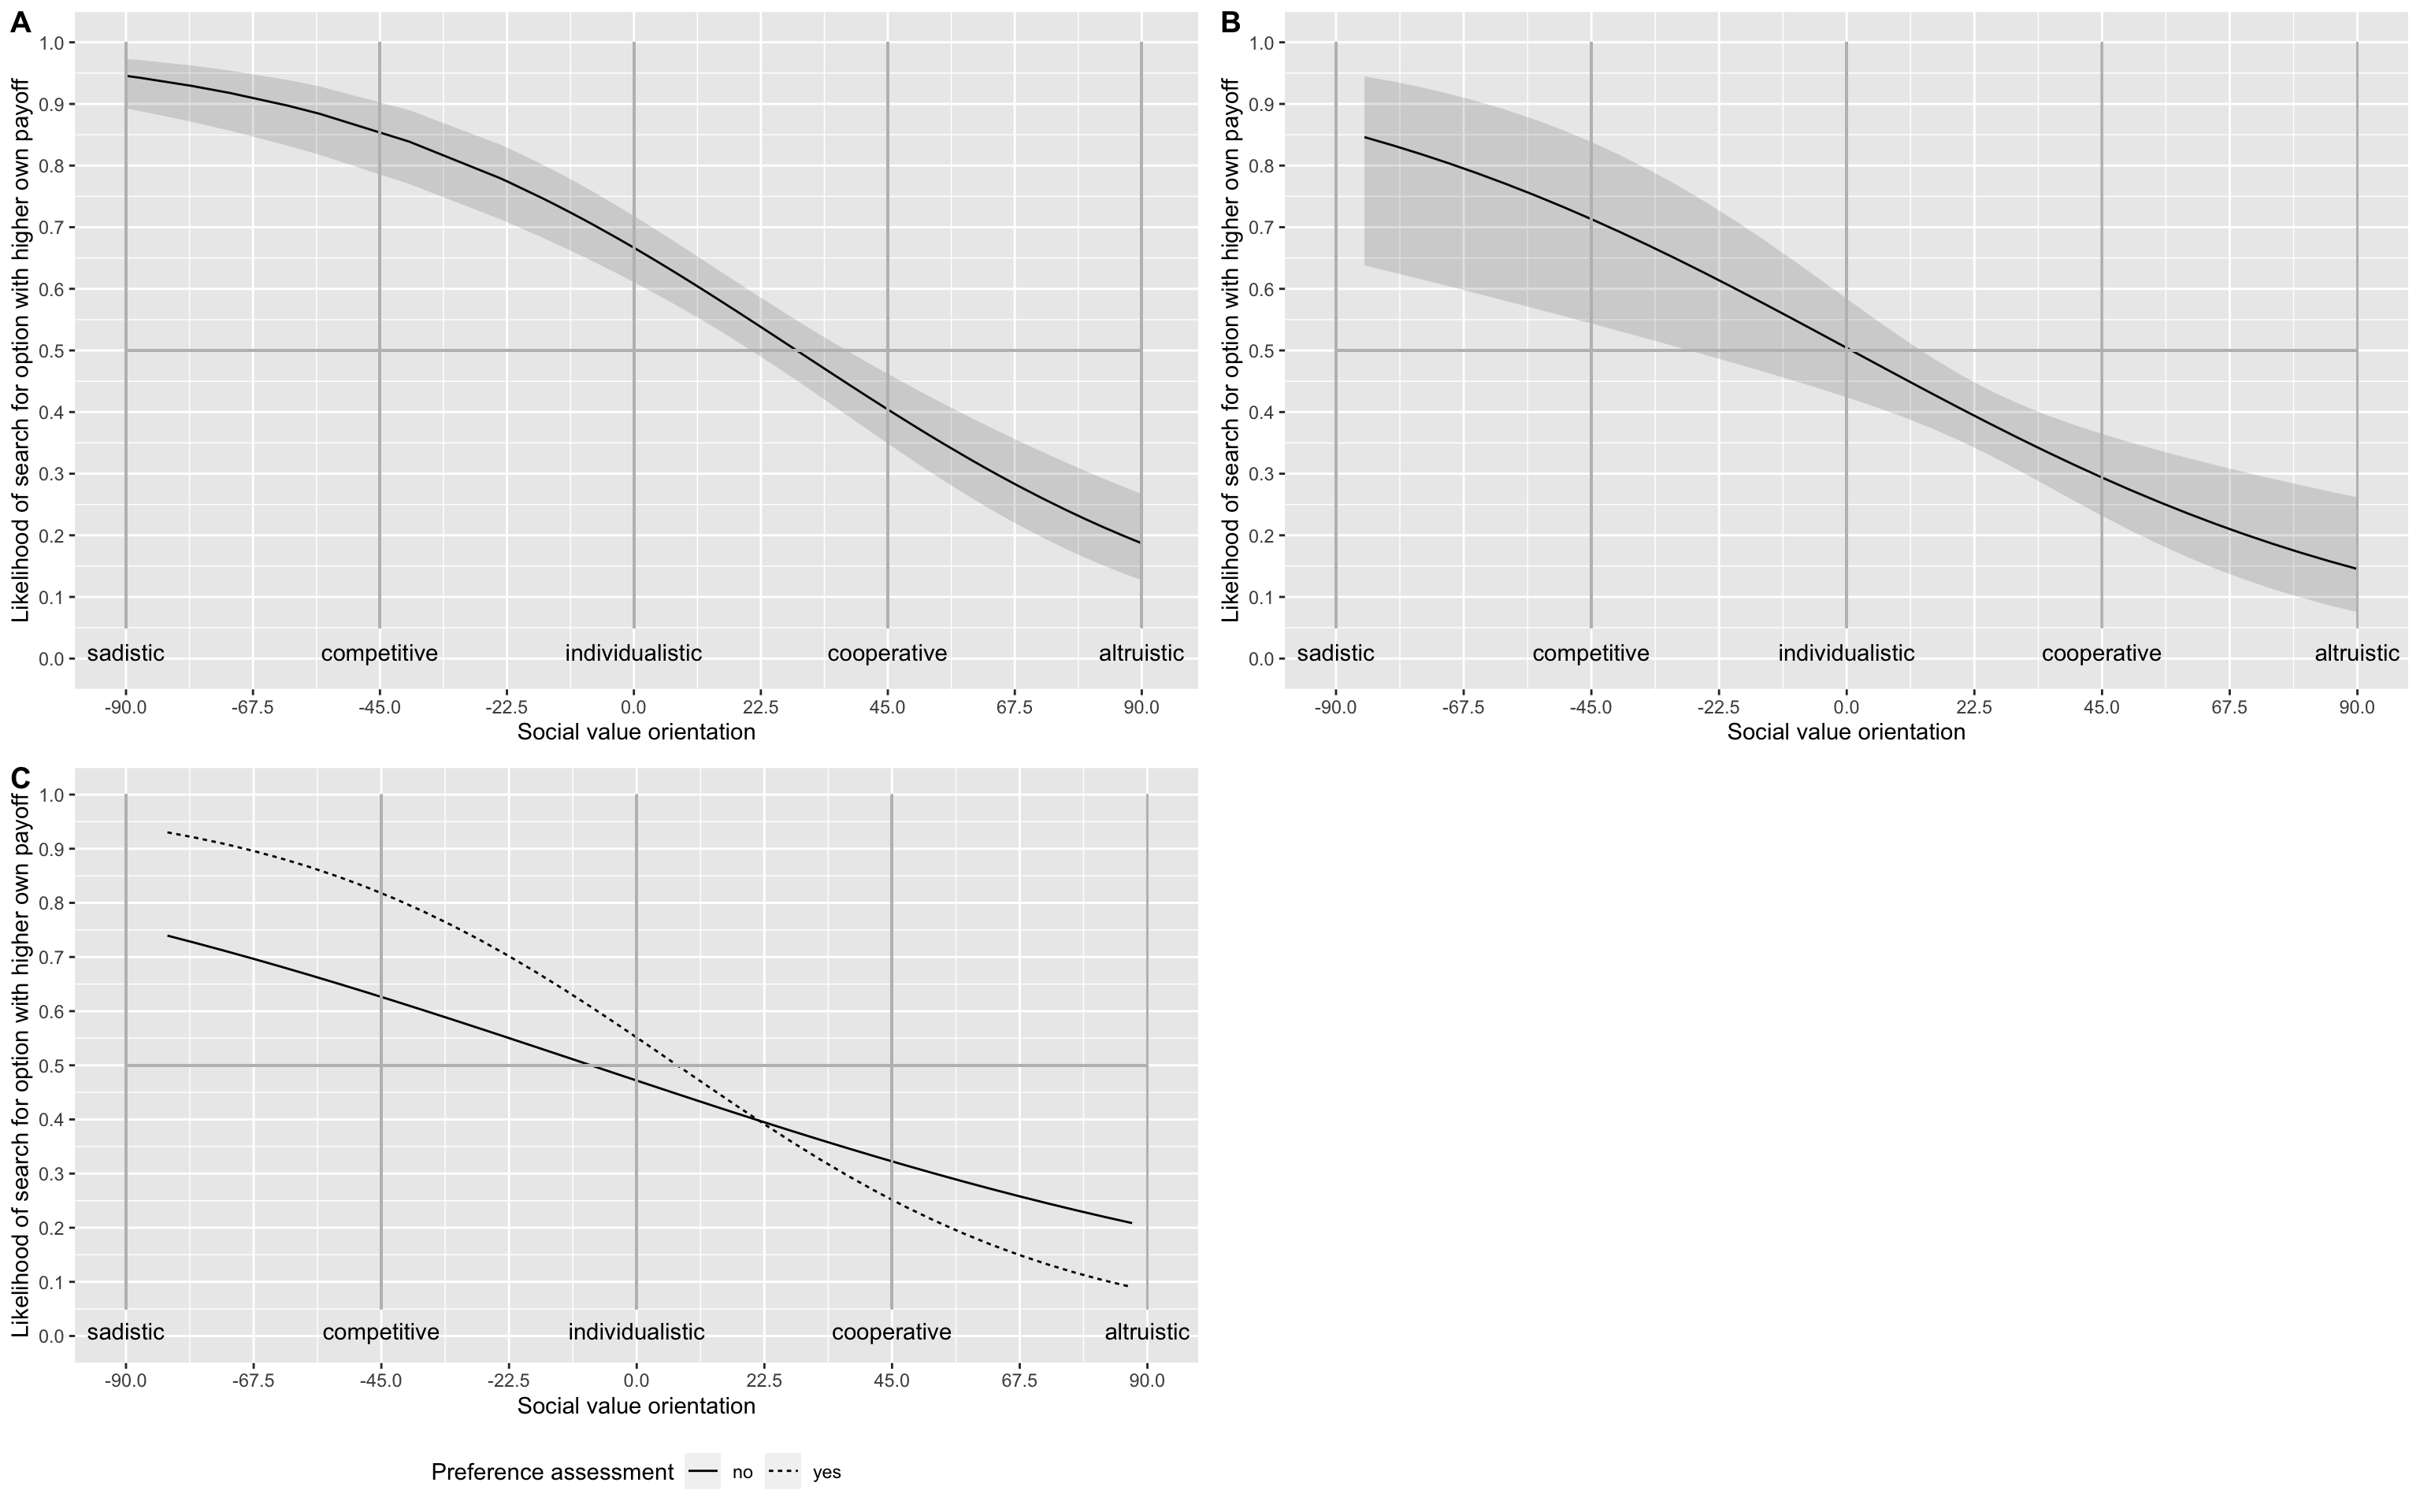 A
Likelihood of search for option with higher own payoff
1.0
0.9
0.8
0.7
0.6
0.5
0.4
0.3
0.2
0.1
0.0
sadistic competitive individualistic cooperative altruistic
-90.0 -67.5 -45.0 -22.5 0.0 22.5 45.0 67.5 90.0
Social value orientation
B
Likelihood of search for option with higher own payoff
1.0
0.9
0.8
0.7
0.6
0.5
0.4
0.3
0.2
0.1
0.0
sadistic competitive individualistic cooperative altruistic
-90.0 -67.5 -45.0 -22.5 0.0 22.5 45.0 67.5 90.0
Social value orientation
C
Likelihood of search for option with higher own payoff
1.0
0.9
0.8
0.7
0.6
0.5
0.4
0.3
0.2
0.1
0.0
sadistic competitive individualistic cooperative altruistic
-90.0 -67.5 -45.0 -22.5 0.0 22.5 45.0 67.5 90.0
Social value orientation
Preference assessment no yes